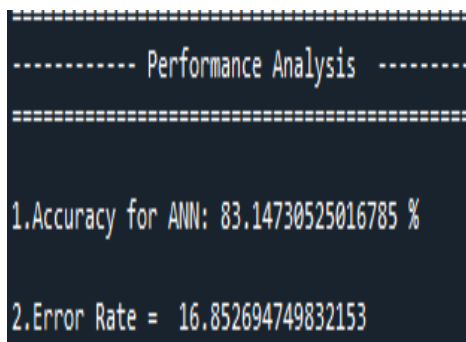 ============================================
------------ Performance Analysis ---------
============================================
1.Accuracy for ANN: 83.14730525016785 %
2.Error Rate = 16.852694749832153